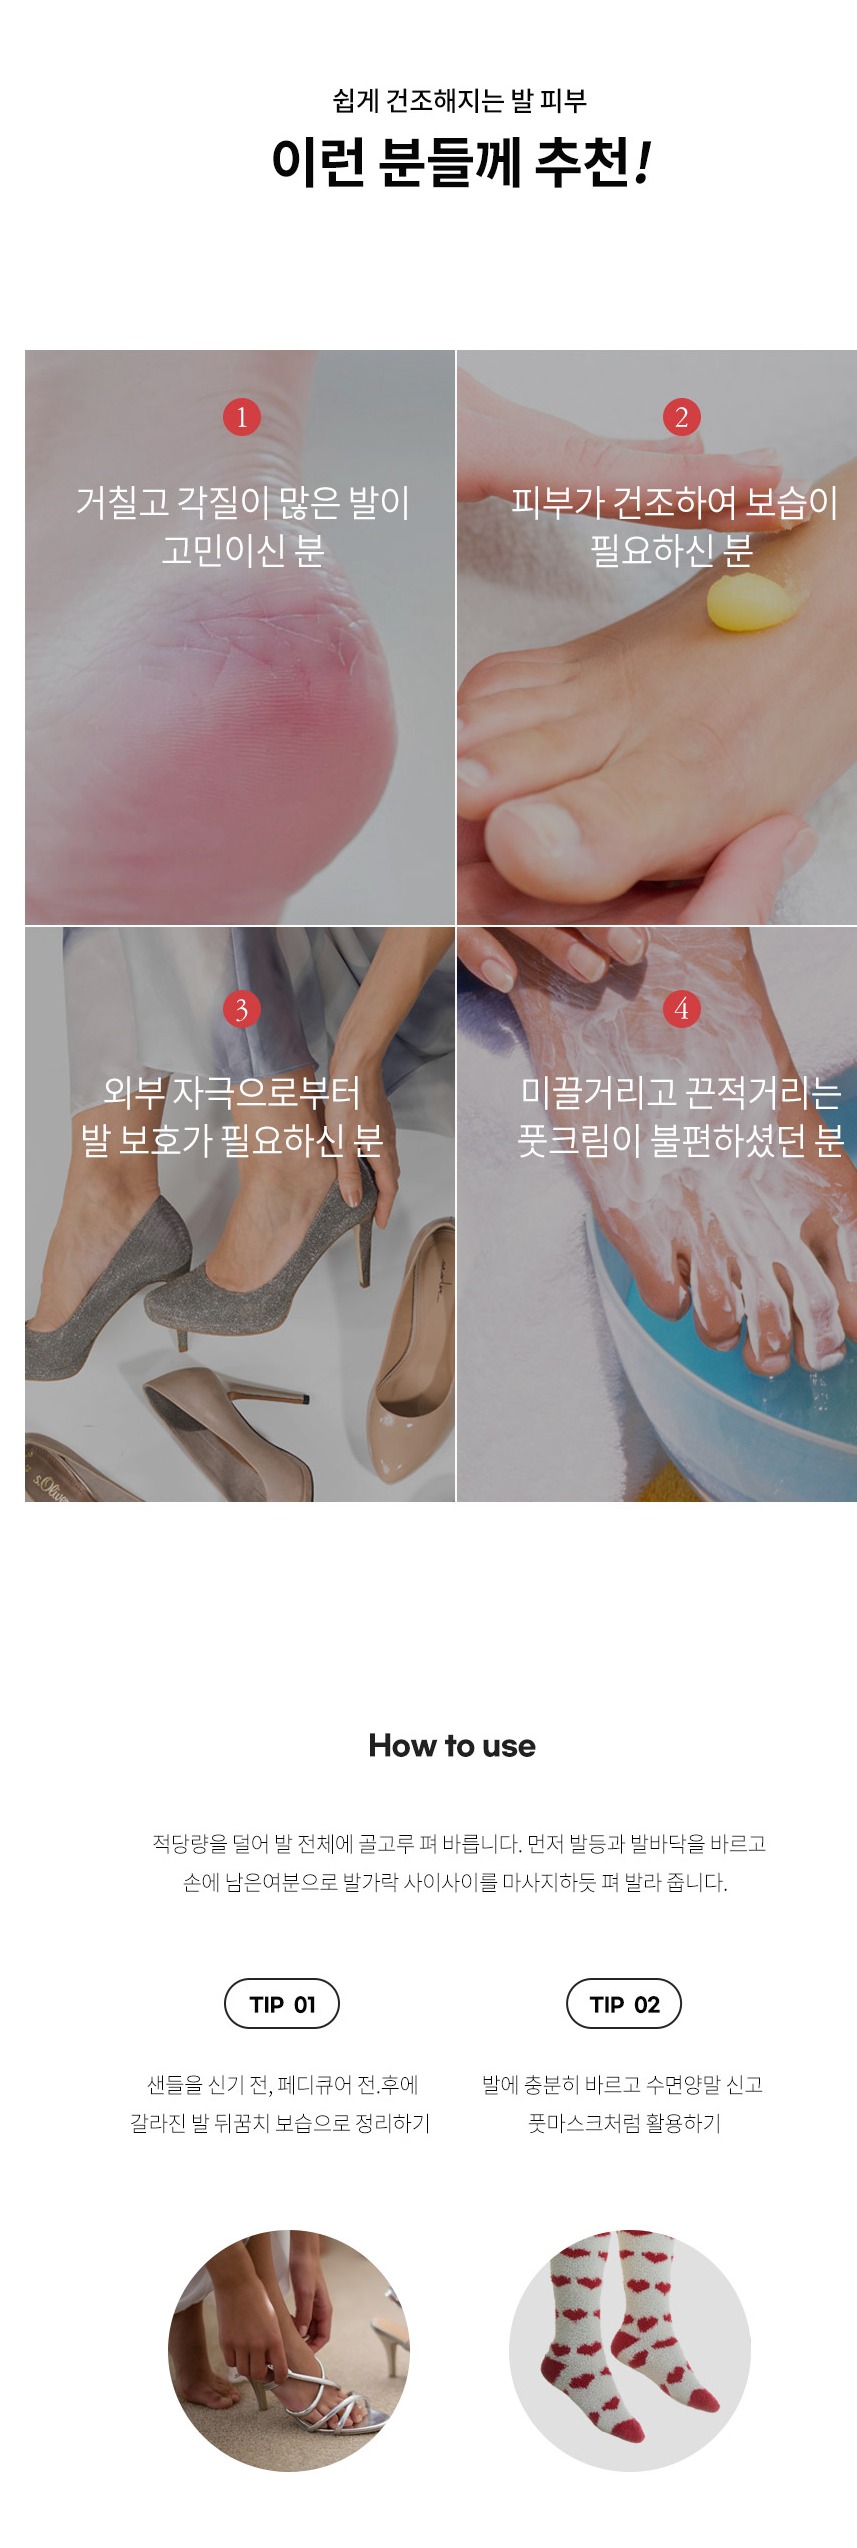 쉽게 건조해지는 발 피부
이런 분들께 추천!
1
거칠고 각질이 많은 발이
고민이신 분
2
피부가 건조하여 보습이
필요하신 분
3
외부 자극으로부터
발 보호가 필요하신 분
4
미끌거리고 끈적거리는
풋크림이 불편하셨던 분
s.Oliver
How to use
적당량을 덜어 발 전체에 골고루 펴 바릅니다. 먼저 발등과 발바닥을 바르고
손에 남은여분으로 발가락 사이사이를 마사지하듯 펴 발라 줍니다.
TIP 01
샌들을 신기 전, 페디큐어 전.후에
갈라진 발 뒤꿈치 보습으로 정리하기
TIP 02
발에 충분히 바르고 수면양말 신고
풋마스크처럼 활용하기